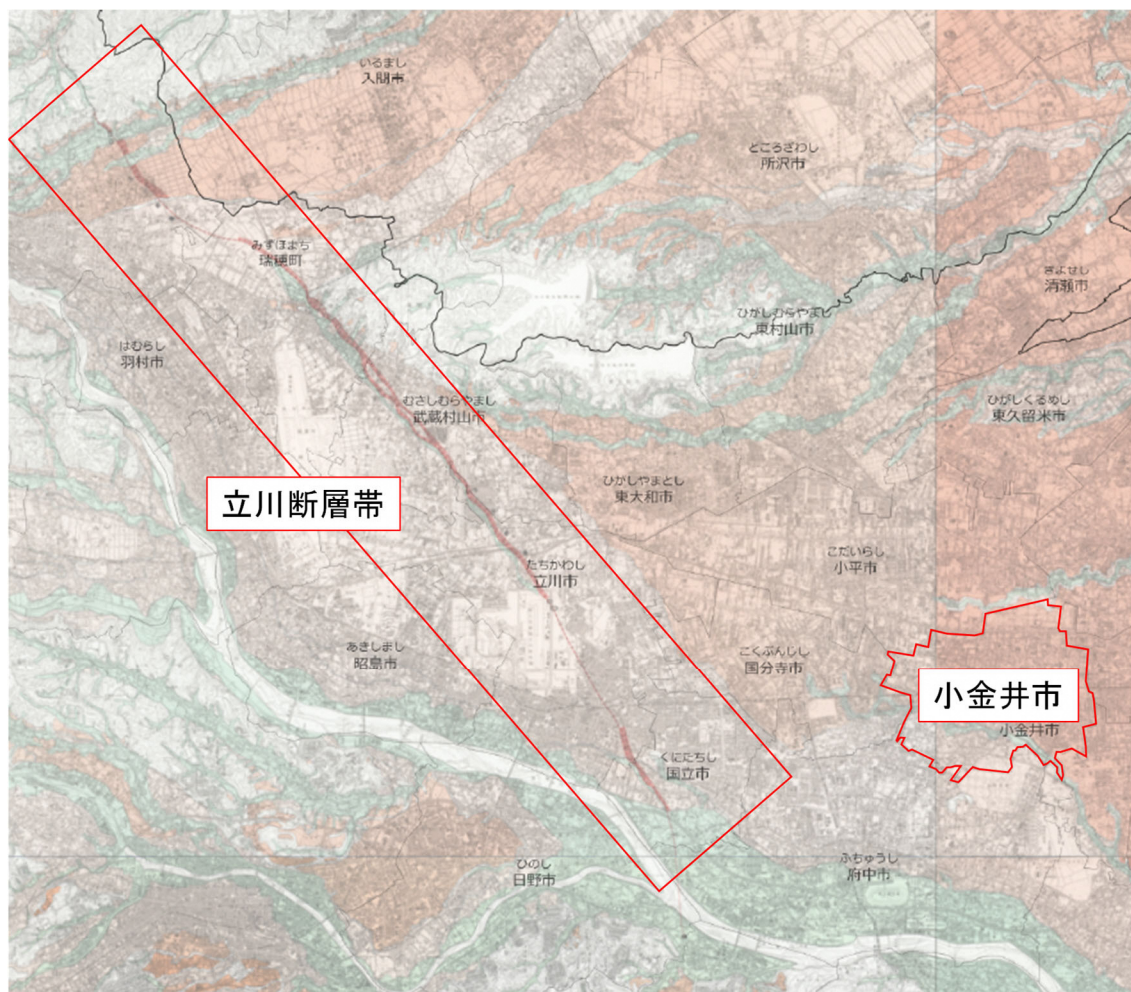 いるまし
入間市
ところざわし
所沢市
みずほまち
瑞穂町
きよせし
清瀬市
ひがしむらやまし
東村山市
はむらし
羽村市
むさしむらやまし
武蔵村山市
ひがしくるめし
東久留米市
ひがしやまとし
東大和市
立川断層帯
こだいらし
小平市
たちかわし
立川市
あきしまし
昭島市
こくぶんじし
国分寺市
小金井市
小金井市
くにたちし
国立市
ひのし
日野市
ふちゅうし
府中市